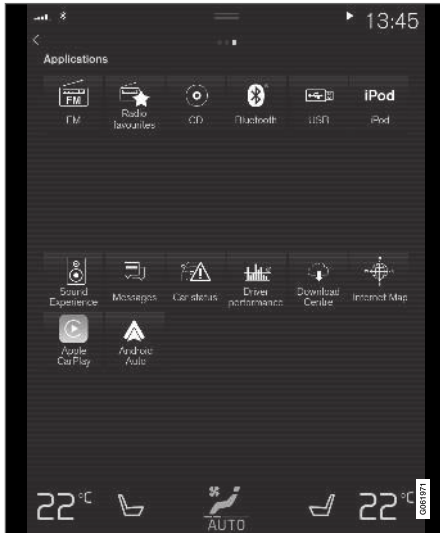 13:45
Applications
FM
iPod
FM
Radio
favourites
CD
Bluetooth
USB
iPod
Sound
Experience
Messages
Car status
Driver
performance
Download
Centre
Internet Map
Apple
CarPlay
Android
Auto
22°C
AUTO
22°C
G061971